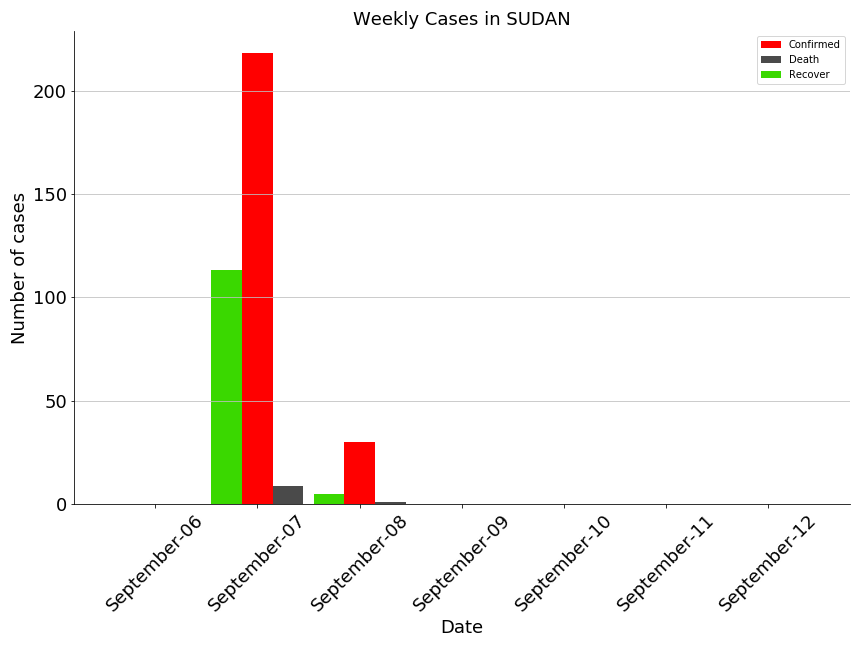 Weekly Cases in SUDAN
Confirmed
Death
Recover
Number of cases
200
150
100
50
0
September-06
September-07
September-08
September-09
September-10
September-11
September-12
Date